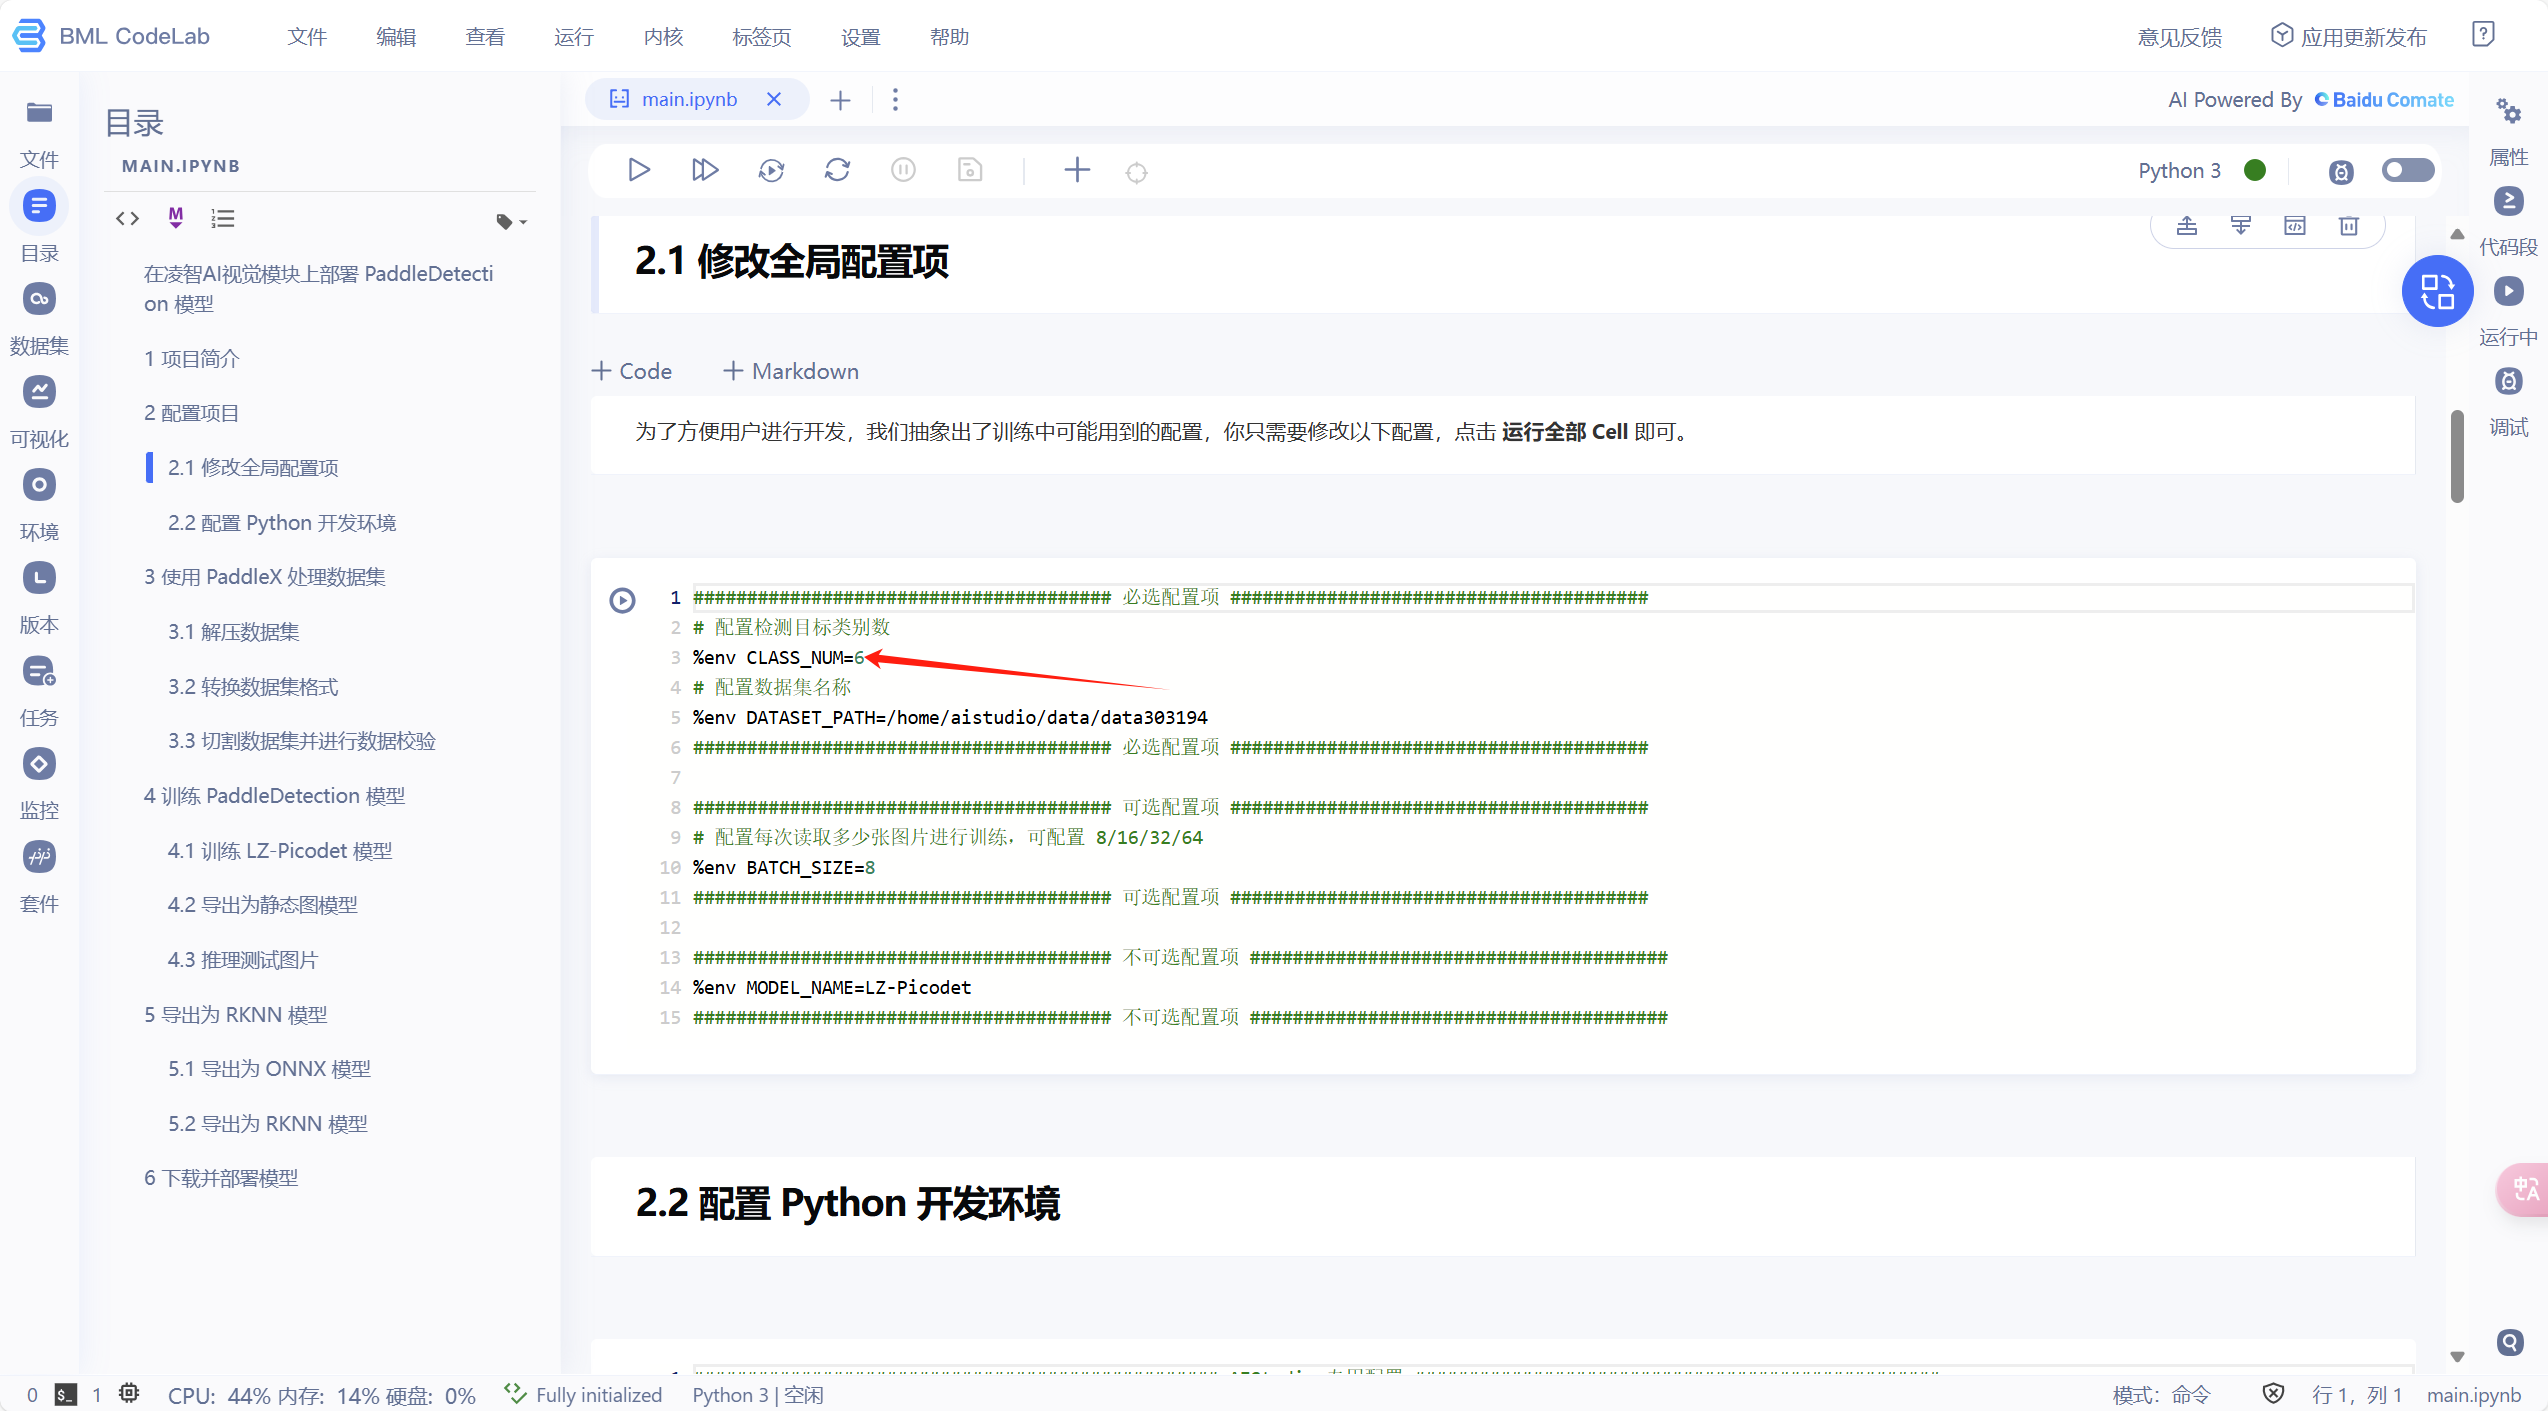 BML CodeLab
文件
编辑
查看
运行
内核
标签页
设置
帮助
意见反馈
应用更新发布
文件
目录
数据集
可视化
环境
版本
任务
监控
套件
目录
MAIN.IPYNB
在凌智AI视觉模块上部署 PaddleDetecti
on 模型
1 项目简介
2 配置项目
2.1 修改全局配置项
2.2 配置 Python 开发环境
3 使用 PaddleX 处理数据集
3.1 解压数据集
3.2 转换数据集格式
3.3 切割数据集并进行数据校验
4 训练 PaddleDetection 模型
4.1 训练 LZ-Picodet 模型
4.2 导出为静态图模型
4.3 推理测试图片
5 导出为 RKNN 模型
5.1 导出为 ONNX 模型
5.2 导出为 RKNN 模型
6 下载并部署模型
main.ipynb
AI Powered By Baidu Comate
Python 3
2.1 修改全局配置项
Code
Markdown
为了方便用户进行开发，我们抽象出了训练中可能用到的配置，你只需要修改以下配置，点击 运行全部 Cell 即可。
1 ####################################### 必选配置项 #######################################
2 # 配置检测目标类别数
3 %env CLASS_NUM=6
4 # 配置数据集名称
5 %env DATASET_PATH=/home/aistudio/data/data303194
6 ####################################### 必选配置项 #######################################
7
8 ####################################### 可选配置项 #######################################
9 # 配置每次读取多少张图片进行训练，可配置 8/16/32/64
10 %env BATCH_SIZE=8
11 ####################################### 可选配置项 #######################################
12
13 ####################################### 不可选配置项 #######################################
14 %env MODEL_NAME=LZ-Picodet
15 ####################################### 不可选配置项 #######################################
2.2 配置 Python 开发环境
属性
代码段
运行中
调试
0
1
CPU: 44% 内存: 14% 硬盘: 0%
Fully initialized
Python 3 | 空闲
模式: 命令
行 1，列 1
main.ipynb